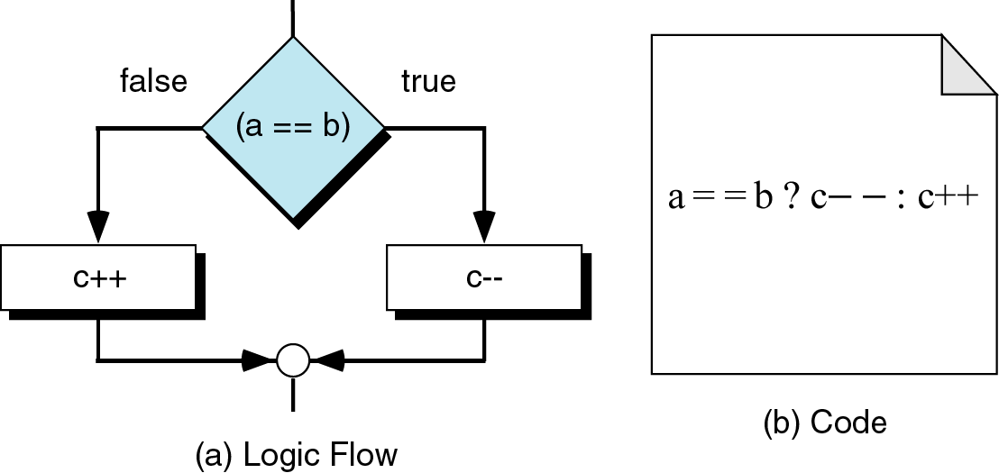 false
true
(a == b)
c++
c--
(a) Logic Flow
a = = b ? c– – : c++
(b) Code